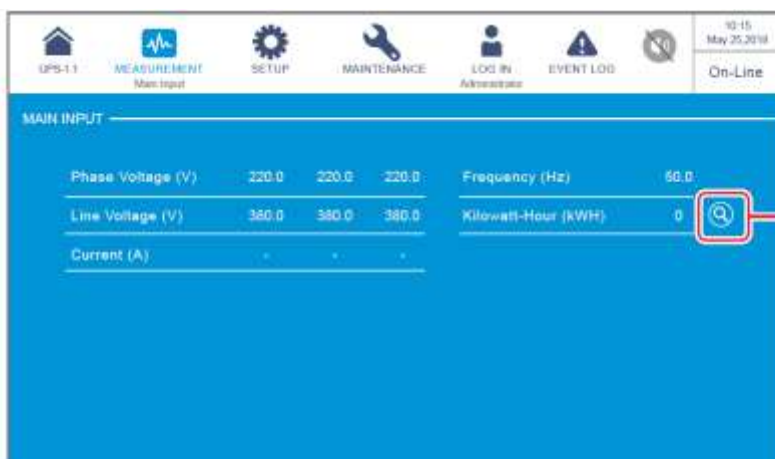 10:15
May 25,2018
UPS-1.1
MEASUREMENT
Main Input
SETUP
MAINTENANCE
LOG IN
Administrator
EVENT LOG
On-Line
MAIN INPUT
Phase Voltage (V) 220.0 220.0 220.0
Frequency (Hz) 50.0
Line Voltage (V) 380.0 380.0 380.0
Kilowatt-Hour (kWH) 0
Current (A) - - -